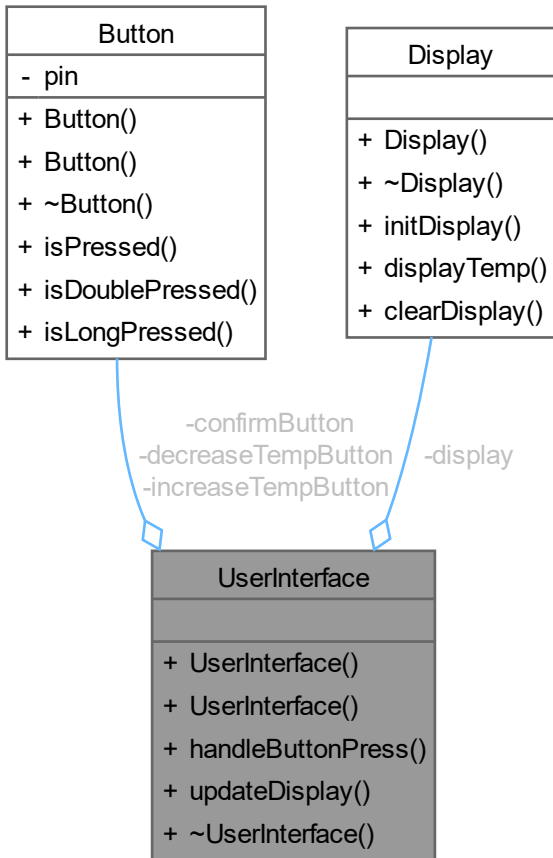 Button
- pin
+ Button()
+ Button()
+ ~Button()
+ isPressed()
+ isDoublePressed()
+ isLongPressed()
Display
+ Display()
+ ~Display()
+ initDisplay()
+ displayTemp()
+ clearDisplay()
-confirmButton
-decreaseTempButton
-increaseTempButton
-display
UserInterface
+ UserInterface()
+ UserInterface()
+ handleButtonPress()
+ updateDisplay()
+ ~UserInterface()